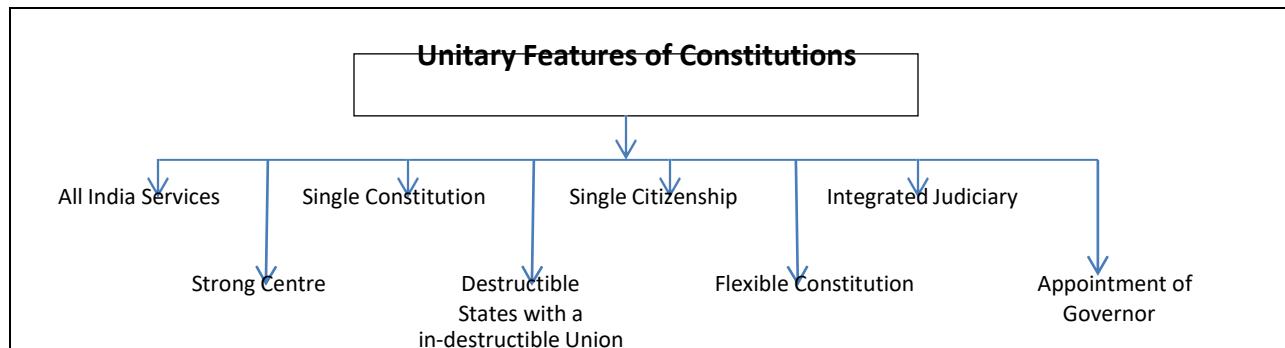 Unitary Features of Constitutions
All India Services
Single Constitution
Single Citizenship
Integrated Judiciary
Strong Centre
Destructible
States with a
in-destructible Union
Flexible Constitution
Appointment of
Governor